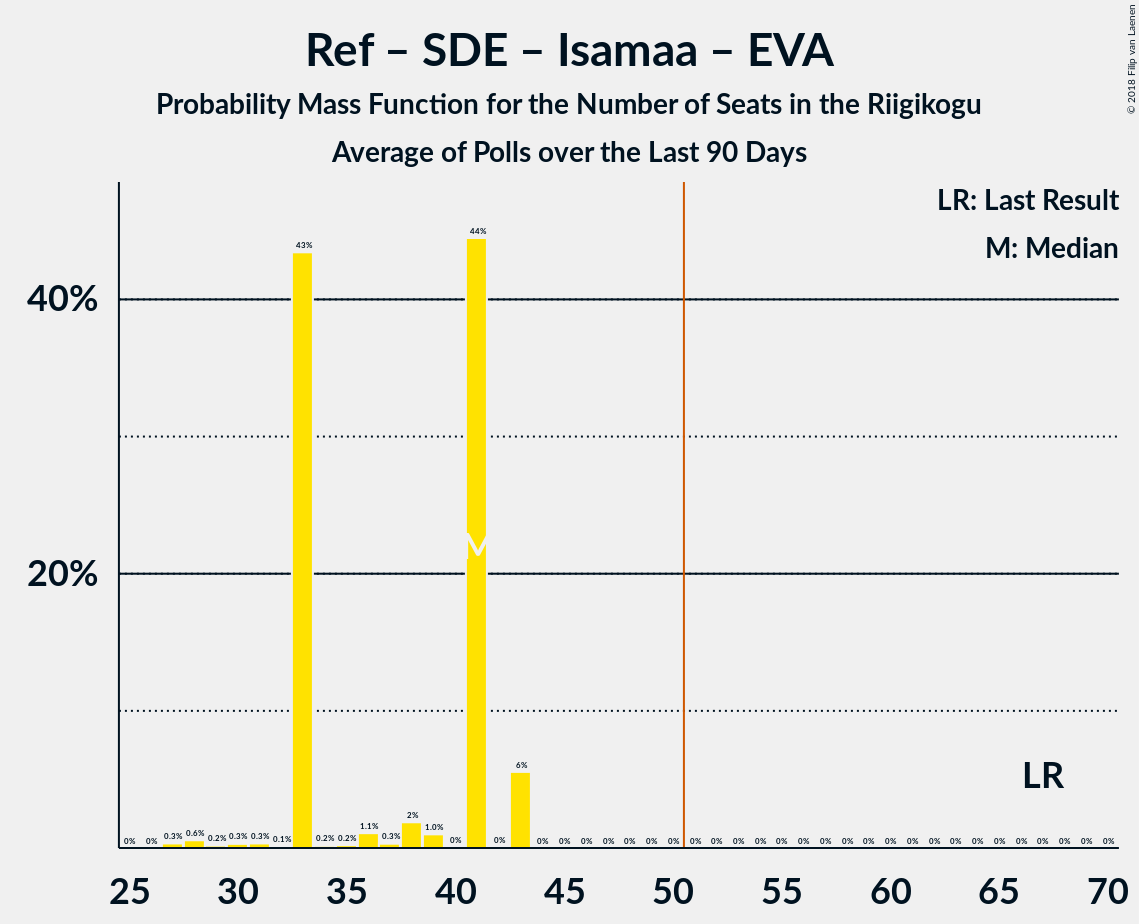 Ref – SDE – Isamaa – EVA
Probability Mass Function for the Number of Seats in the Riigikogu
Average of Polls over the Last 90 Days
© 2018 Filip van Laenen
LR: Last Result
M: Median
40%
20%
0% 0% 0.3% 0.6% 0.2% 0.3% 0.3% 0.1% 43% 0.2% 0.2% 1.1% 0.3% 2% 1.0% 0% 44% 0% 6% 0% 0% 0% 0% 0% 0% 0% 0% 0% 0% 0% 0% 0% 0% 0% 0% 0% 0% 0% 0% 0% 0% 0% 0% 0% 0% 0%
M
LR
25 30 35 40 45 50 55 60 65 70